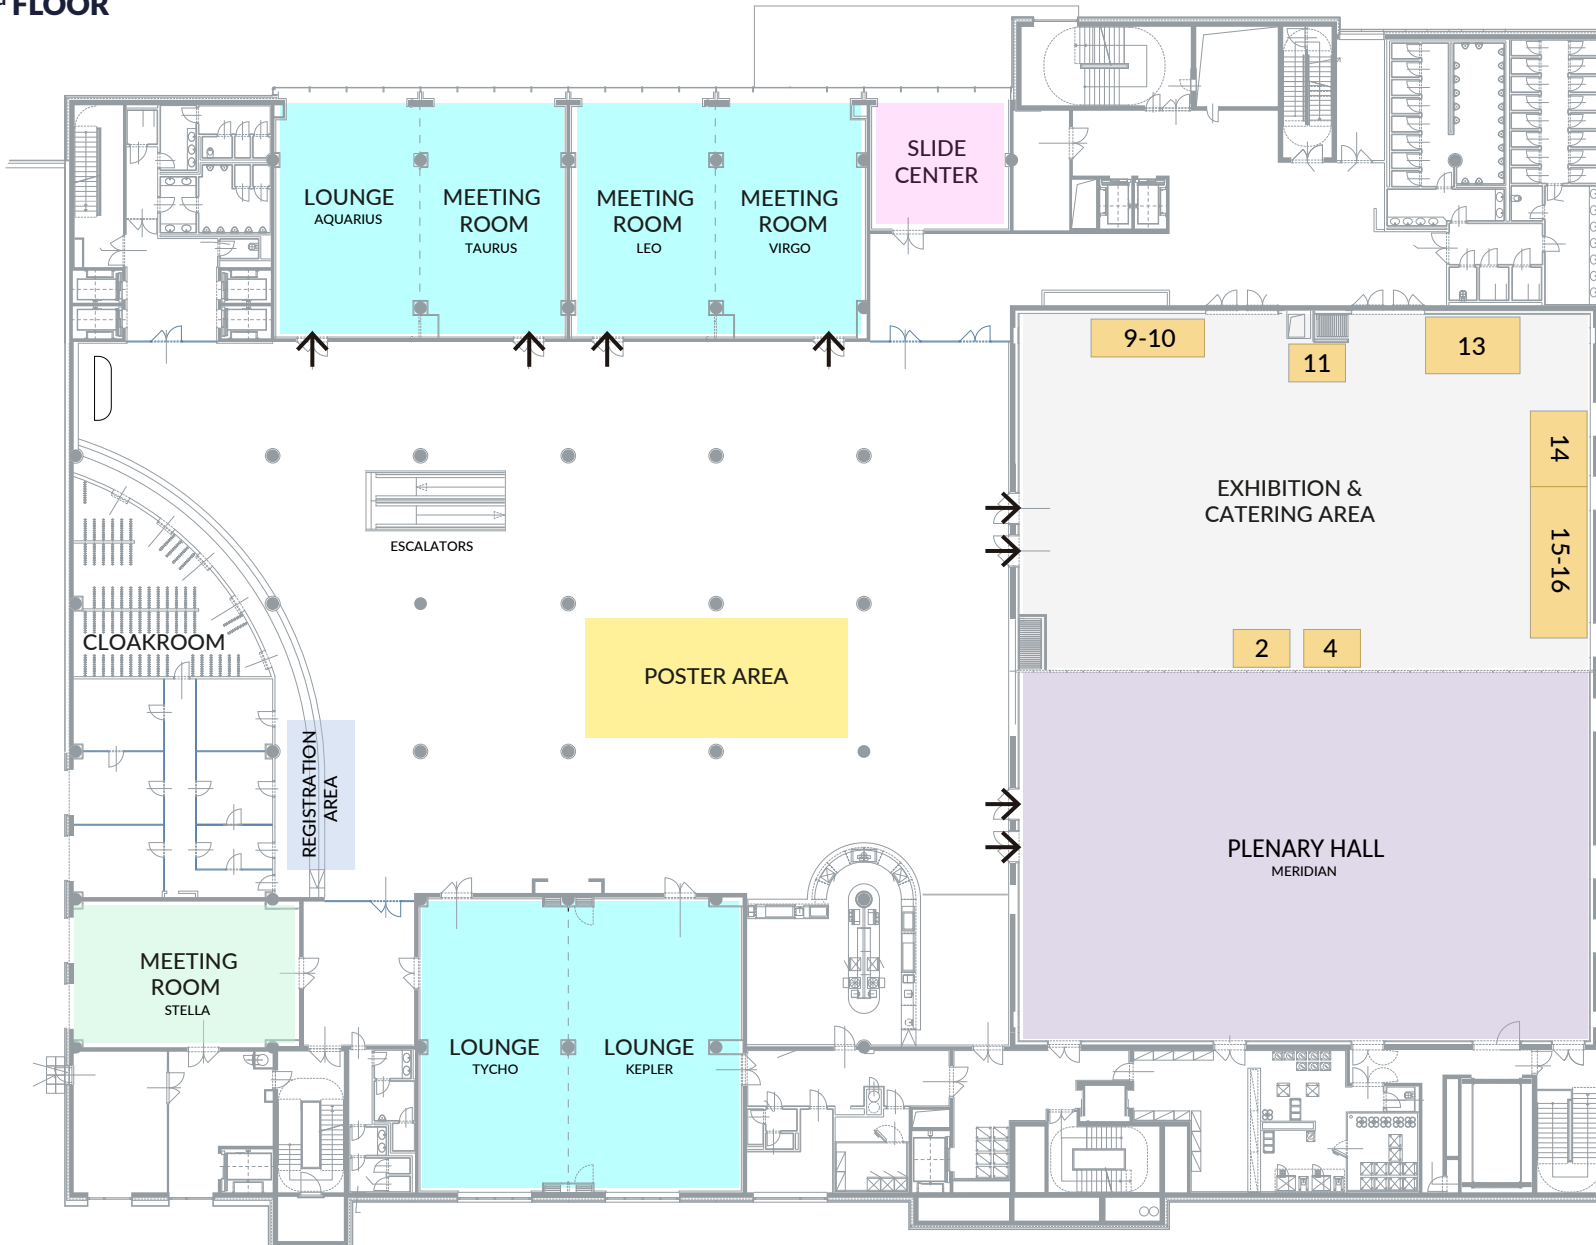 FLOOR
LOUNGE
AQUARIUS
MEETING
ROOM
TAURUS
MEETING
ROOM
LEO
MEETING
ROOM
VIRGO
SLIDE
CENTER
9-10
11
13
14
15-16
EXHIBITION &
CATERING AREA
2
4
ESCALATORS
CLOAKROOM
POSTER AREA
REGISTRATION
AREA
PLENARY HALL
MERIDIAN
MEETING
ROOM
STELLA
LOUNGE
TYCHO
LOUNGE
KEPLER